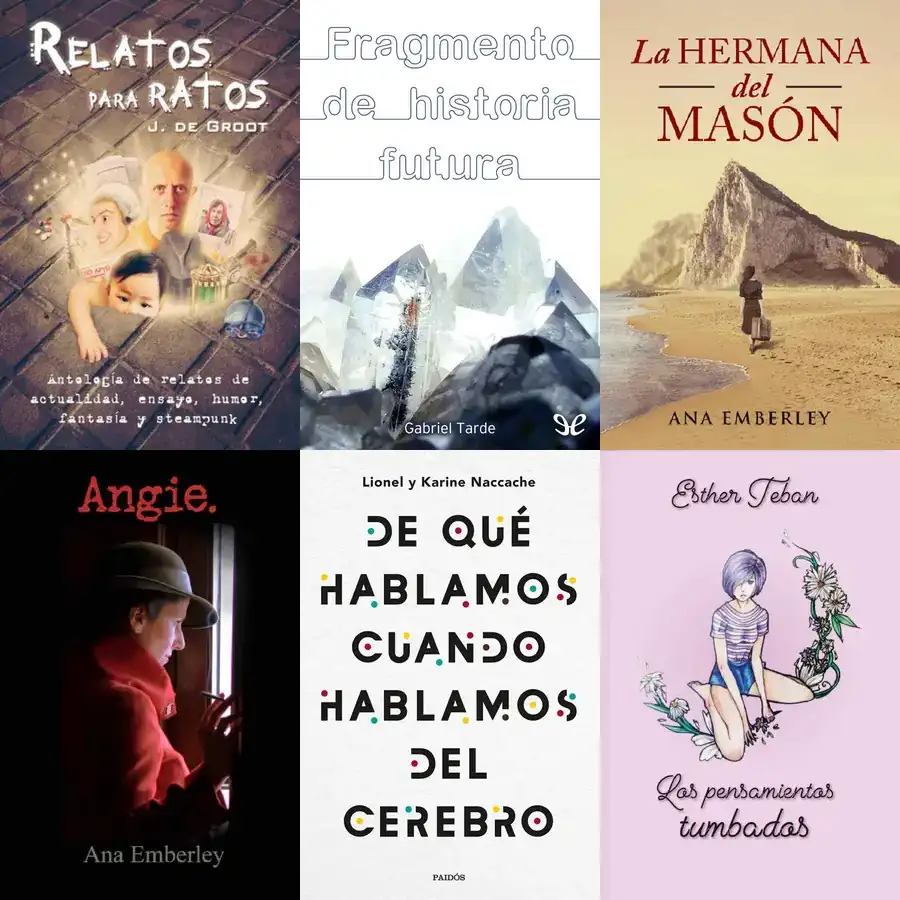 RELATOS
PARA RATOS
J. DE GROOT
Antología de relatos de
actualidad, ensayo, humor,
fantasía y steampunk
Fragmento
de historia
futura
Gabriel Tarde
La HERMANA
del
MASÓN
ANA EMBERLEY
Angie.
Ana Emberley
Lionel y Karine Naccache
DE QUÉ
HABLAMOS
CUANDO
HABLAMOS
DEL
CEREBRO
PAIDÓS
Esther Teban
Los pensamientos
tumbados